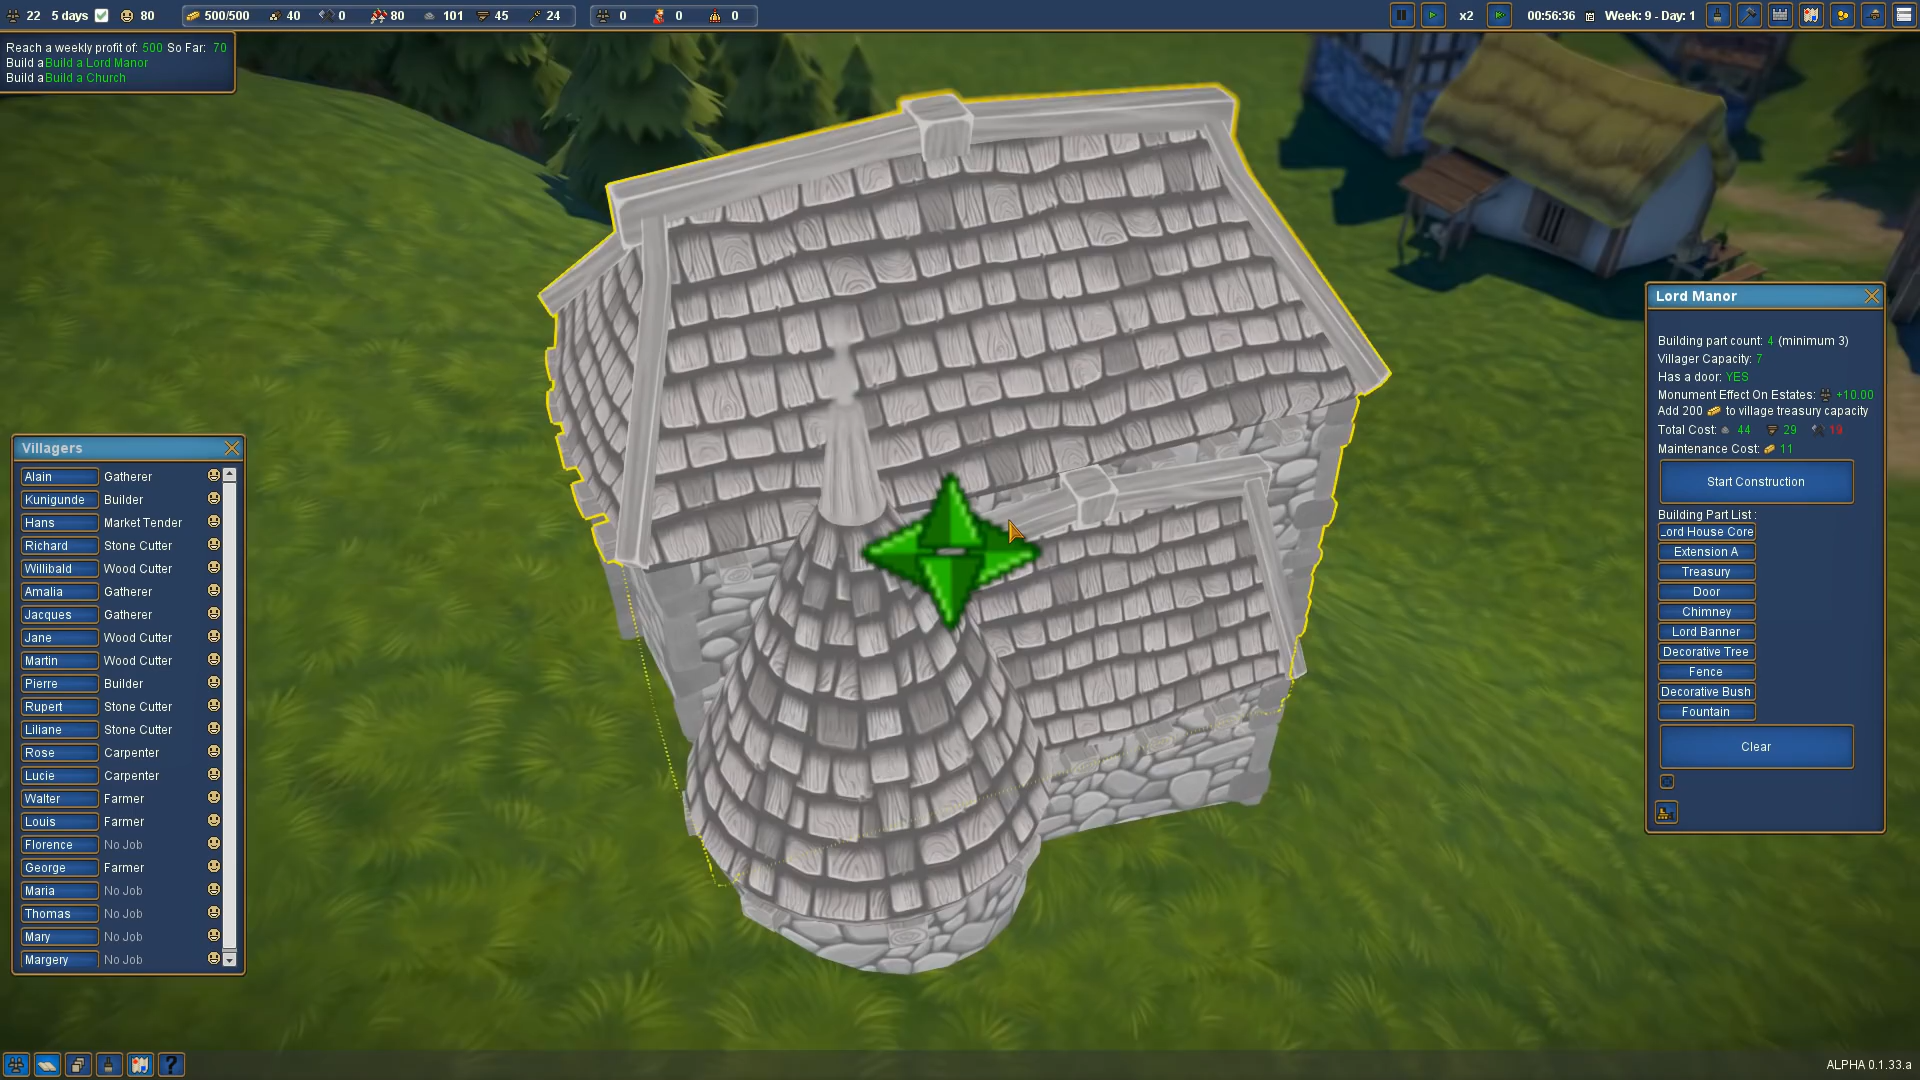 22 5 days 80 500/500 40 0 80 101 45 24 0 0 0 x2 00:56:36 Week: 9 - Day: 1
Reach a weekly profit of: 500 So Far: 70
Build aBuild a Lord Manor
Build aBuild a Church
Villagers
Alain Gatherer
Kunigunde Builder
Hans Market Tender
Richard Stone Cutter
Willibald Wood Cutter
Amalia Gatherer
Jacques Gatherer
Jane Wood Cutter
Martin Wood Cutter
Pierre Builder
Rupert Stone Cutter
Liliane Stone Cutter
Rose Carpenter
Lucie Carpenter
Walter Farmer
Louis Farmer
Florence No Job
George Farmer
Maria No Job
Thomas No Job
Mary No Job
Margery No Job
Lord Manor
Building part count: 4 (minimum 3)
Villager Capacity: 7
Has a door: YES
Monument Effect On Estates: +10.00
Add 200 to village treasury capacity
Total Cost: 44 29 19
Maintenance Cost: 11
Start Construction
Building Part List :
Lord House Core
Extension A
Treasury
Door
Chimney
Lord Banner
Decorative Tree
Fence
Decorative Bush
Fountain
Clear
?
ALPHA 0.1.33.a